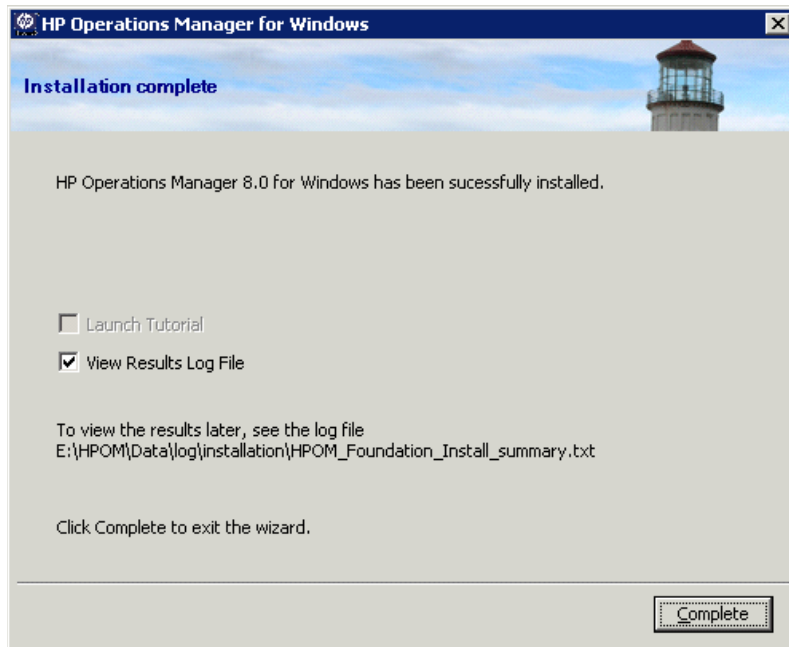 HP Operations Manager for Windows
Installation complete
HP Operations Manager 8.0 for Windows has been sucessfully installed.
Launch Tutorial
View Results Log File
To view the results later, see the log file
E:\HPOM\Data\log\installation\HPOM_Foundation_Install_summary.txt
Click Complete to exit the wizard.
Complete